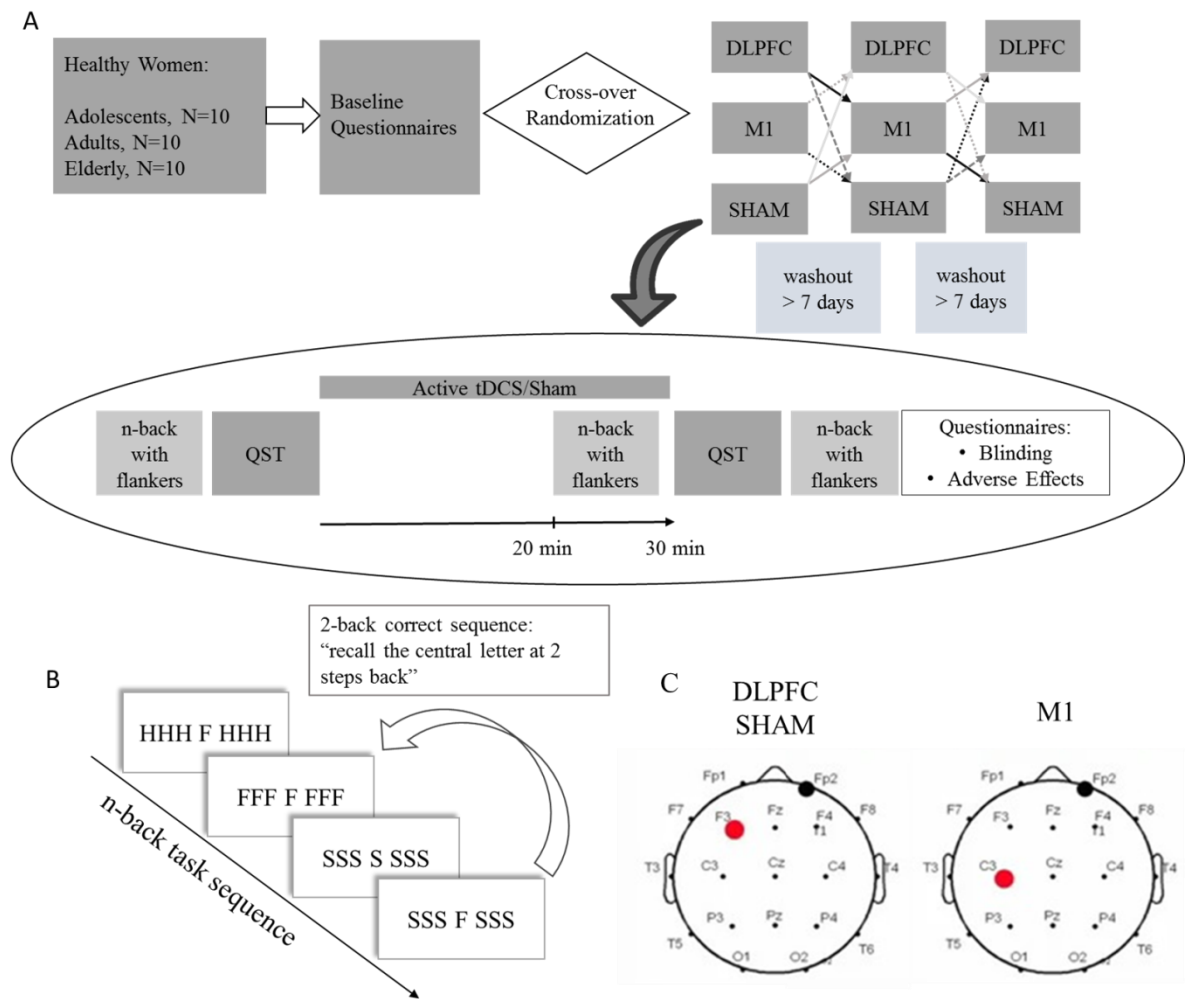 A
Healthy Women:
Adolescents, N=10
Adults, N=10
Elderly, N=10
Baseline
Questionnaires
Cross-over
Randomization
DLPFC
DLPFC
DLPFC
M1
M1
M1
SHAM
SHAM
SHAM
washout
> 7 days
washout
> 7 days
Active tDCS/Sham
n-back
with
flankers
QST
n-back
with
flankers
QST
n-back
with
flankers
Questionnaires:
• Blinding
• Adverse Effects
20 min
30 min
2-back correct sequence:
“recall the central letter at 2
steps back”
B
HHH F HHH
FFF F FFF
SSS S SSS
SSS F SSS
n-back task sequence
C
DLPFC
SHAM
Fp1
Fp2
F7
F3
Fz
F4
F8
T1
T3
C3
Cz
C4
T4
P3
Pz
P4
T5
T6
O1
O2
M1
Fp1
Fp2
F7
F3
Fz
F4
F8
T1
T3
C3
Cz
C4
T4
P3
Pz
P4
T5
T6
O1
O2